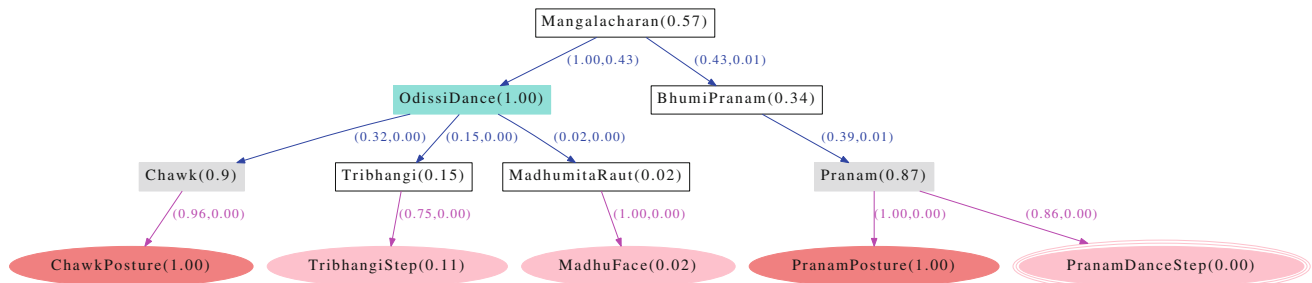 Mangalacharan(0.57)
(1.00,0.43)
(0.43,0.01)
OdissiDance(1.00)
BhumiPranam(0.34)
(0.32,0.00)
(0.15,0.00)
(0.02,0.00)
(0.39,0.01)
Chawk(0.9)
Tribhangi(0.15)
MadhumitaRaut(0.02)
Pranam(0.87)
(0.96,0.00)
(0.75,0.00)
(1.00,0.00)
(1.00,0.00)
(0.86,0.00)
ChawkPosture(1.00)
TribhangiStep(0.11)
MadhuFace(0.02)
PranamPosture(1.00)
PranamDanceStep(0.00)